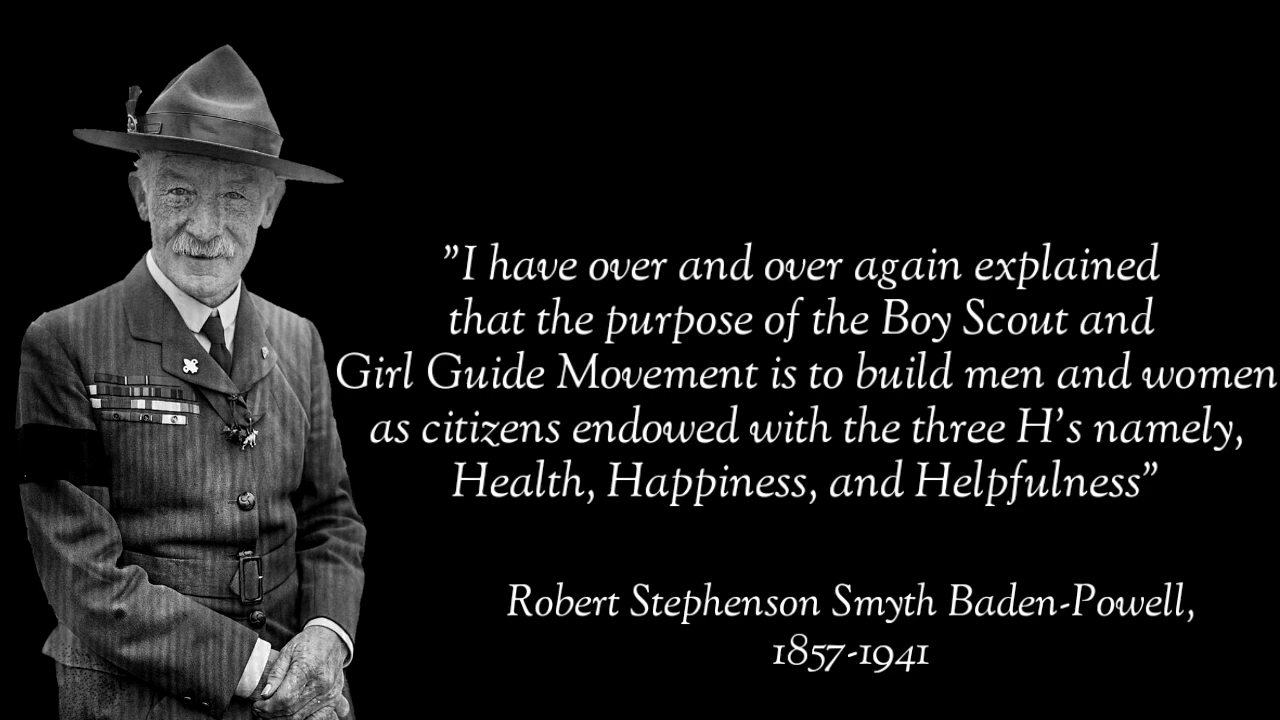 ”I have over and over again explained
that the purpose of the Boy Scout and
Girl Guide Movement is to build men and women
as citizens endowed with the three H’s namely,
Health, Happiness, and Helpfulness”
Robert Stephenson Smyth Baden-Powell,
1857-1941